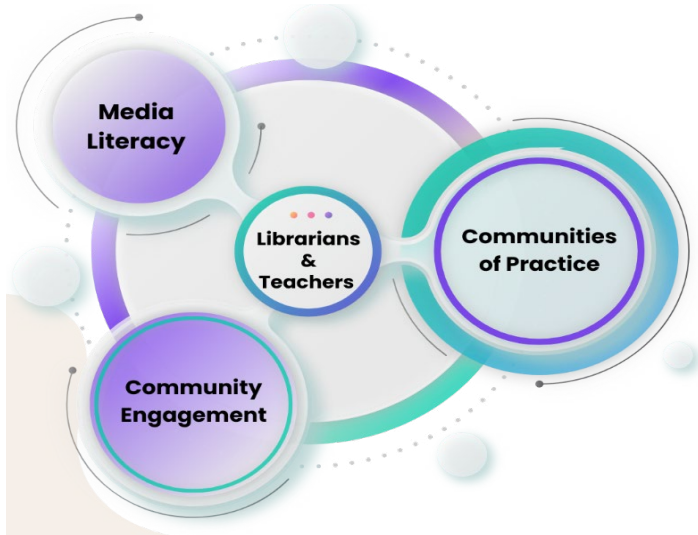 Media
Literacy
Librarians
&
Teachers
Communities
of Practice
Community
Engagement